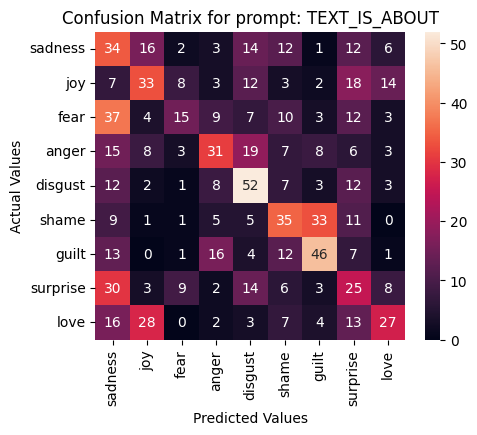 Confusion Matrix for prompt: TEXT_IS_ABOUT
Actual Values
sadness 34 16 2 3 14 12 1 12 6
joy 7 33 8 3 12 3 2 18 14
fear 37 4 15 9 7 10 3 12 3
anger 15 8 3 31 19 7 8 6 3
disgust 12 2 1 8 52 7 3 12 3
shame 9 1 1 5 5 35 33 11 0
guilt 13 0 1 16 4 12 46 7 1
surprise 30 3 9 2 14 6 3 25 8
love 16 28 0 2 3 7 4 13 27
sadness joy fear anger disgust shame guilt surprise love
Predicted Values
50
40
30
20
10
0